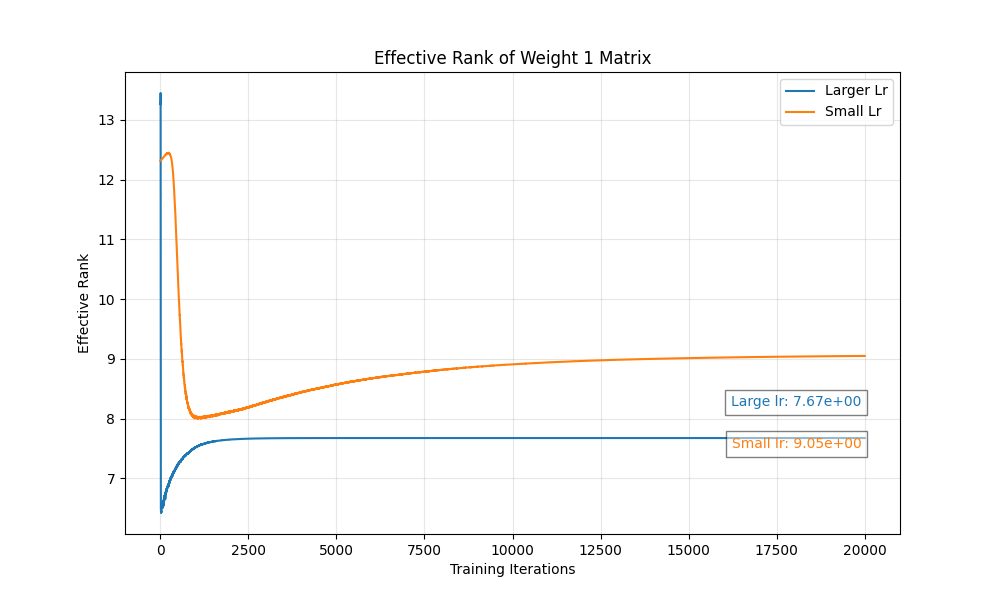 Effective Rank of Weight 1 Matrix
Larger Lr
Small Lr
13
12
11
10
9
8
7
Effective Rank
Large lr: 7.67e+00
Small lr: 9.05e+00
0
2500
5000
7500
10000
12500
15000
17500
20000
Training Iterations